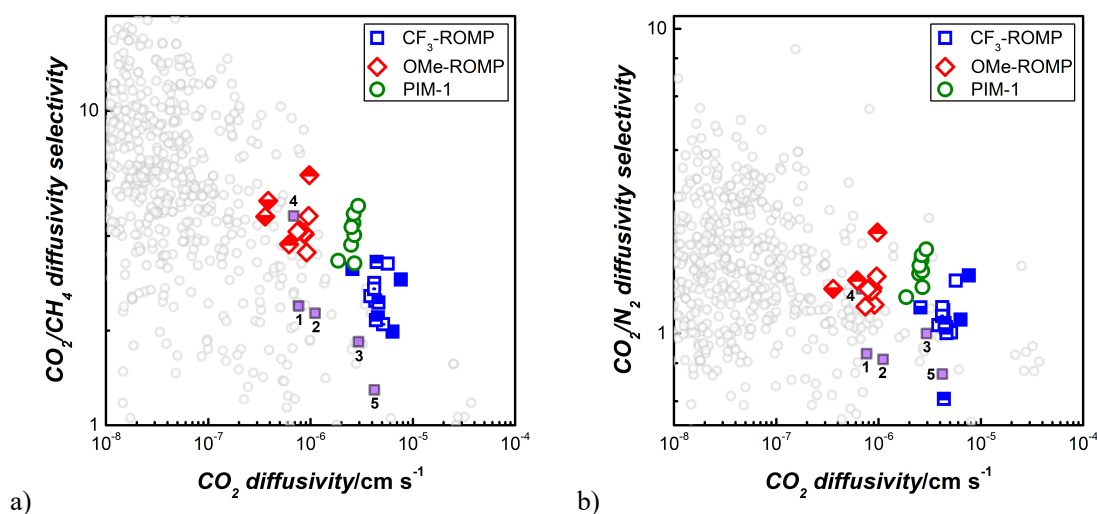 CF3-ROMP
OMe-ROMP
PIM-1
10
1
CO2/CH4 diffusivity selectivity
4
1
2
3
5
10-8
10-7
10-6
10-5
10-4
CO2 diffusivity/cm s-1
a)
CF3-ROMP
OMe-ROMP
PIM-1
10
1
CO2/N2 diffusivity selectivity
4
3
1
2
5
10-8
10-7
10-6
10-5
10-4
CO2 diffusivity/cm s-1
b)